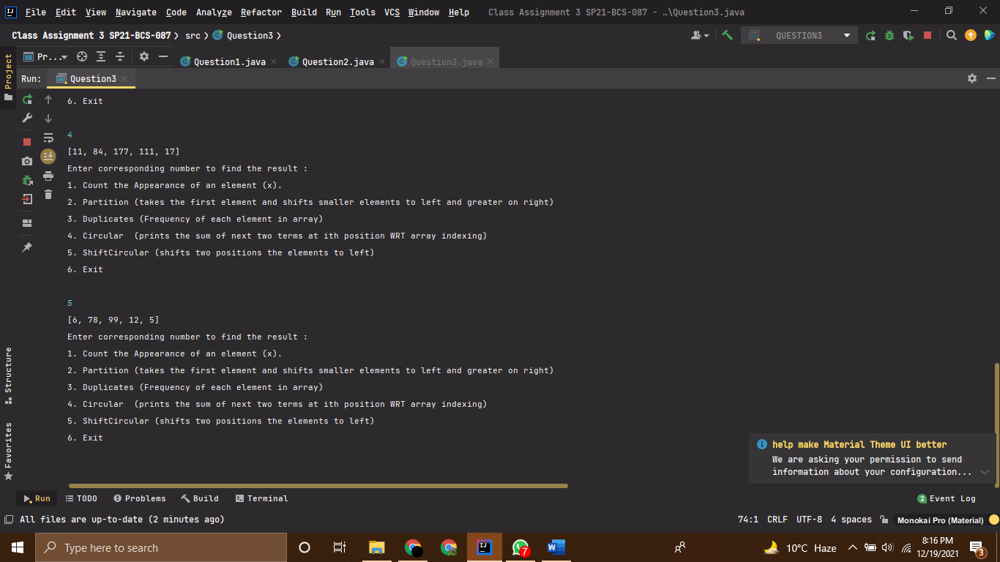 File Edit View Navigate Code Analyze Refactor Build Run Tools VCS Window Help Class Assignment 3 SP21-BCS-087 - …\Question3.java
Class Assignment 3 SP21-BCS-087 src Question3 QUESTION3
Pr... Question1.java Question2.java Question3.java
Run: Question3
Project
6. Exit
4
[11, 84, 177, 111, 17]
Enter corresponding number to find the result :
1. Count the Appearance of an element (x).
2. Partition (takes the first element and shifts smaller elements to left and greater on right)
3. Duplicates (Frequency of each element in array)
4. Circular  (prints the sum of next two terms at ith position WRT array indexing)
5. ShiftCircular (shifts two positions the elements to left)
6. Exit
5
[6, 78, 99, 12, 5]
Enter corresponding number to find the result :
1. Count the Appearance of an element (x).
2. Partition (takes the first element and shifts smaller elements to left and greater on right)
3. Duplicates (Frequency of each element in array)
4. Circular  (prints the sum of next two terms at ith position WRT array indexing)
5. ShiftCircular (shifts two positions the elements to left)
6. Exit
Structure
Favorites
help make Material Theme UI better
We are asking your permission to send
information about your configuration...
Run TODO Problems Build Terminal 2 Event Log
All files are up-to-date (2 minutes ago) 74:1 CRLF UTF-8 4 spaces Monokai Pro (Material)
Type here to search 7 10°C Haze 8:16 PM
12/19/2021 3